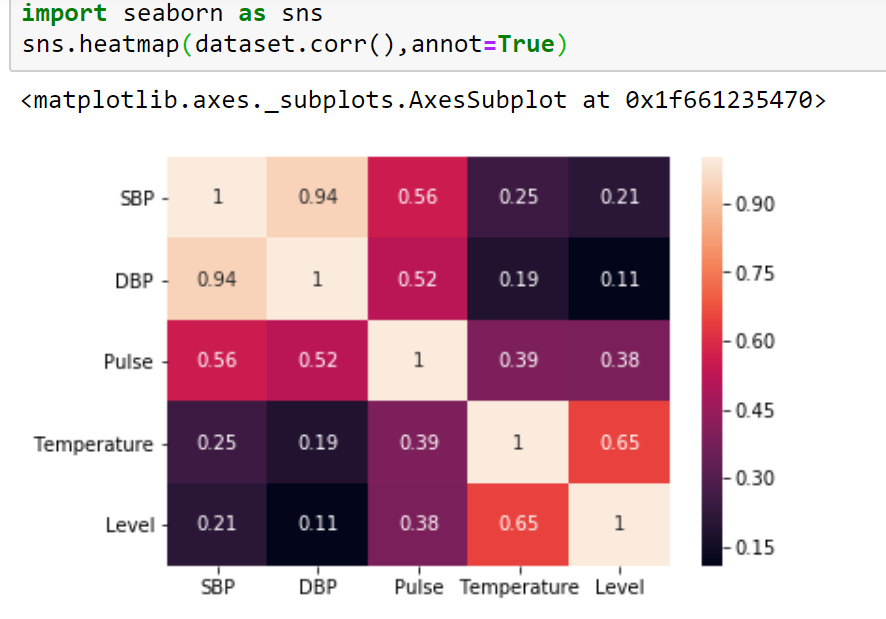 import seaborn as sns
sns.heatmap(dataset.corr(),annot=True)
<matplotlib.axes._subplots.AxesSubplot at 0x1f661235470>
SBP 1 0.94 0.56 0.25 0.21
DBP 0.94 1 0.52 0.19 0.11
Pulse 0.56 0.52 1 0.39 0.38
Temperature 0.25 0.19 0.39 1 0.65
Level 0.21 0.11 0.38 0.65 1
SBP DBP Pulse Temperature Level
0.90
0.75
0.60
0.45
0.30
0.15